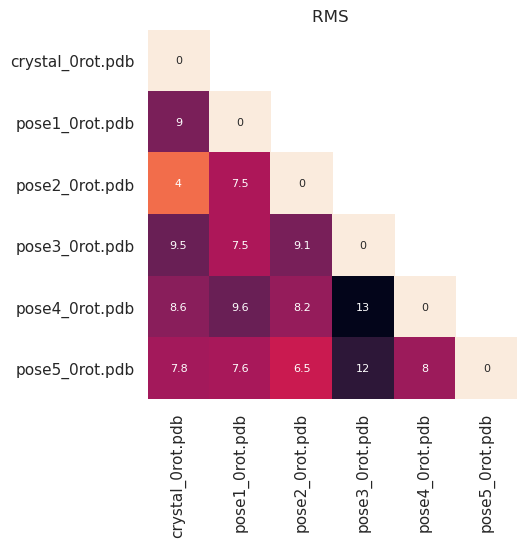 RMS
crystal_0rot.pdb 0
pose1_0rot.pdb 9 0
pose2_0rot.pdb 4 7.5 0
pose3_0rot.pdb 9.5 7.5 9.1 0
pose4_0rot.pdb 8.6 9.6 8.2 13 0
pose5_0rot.pdb 7.8 7.6 6.5 12 8 0
crystal_0rot.pdb
pose1_0rot.pdb
pose2_0rot.pdb
pose3_0rot.pdb
pose4_0rot.pdb
pose5_0rot.pdb